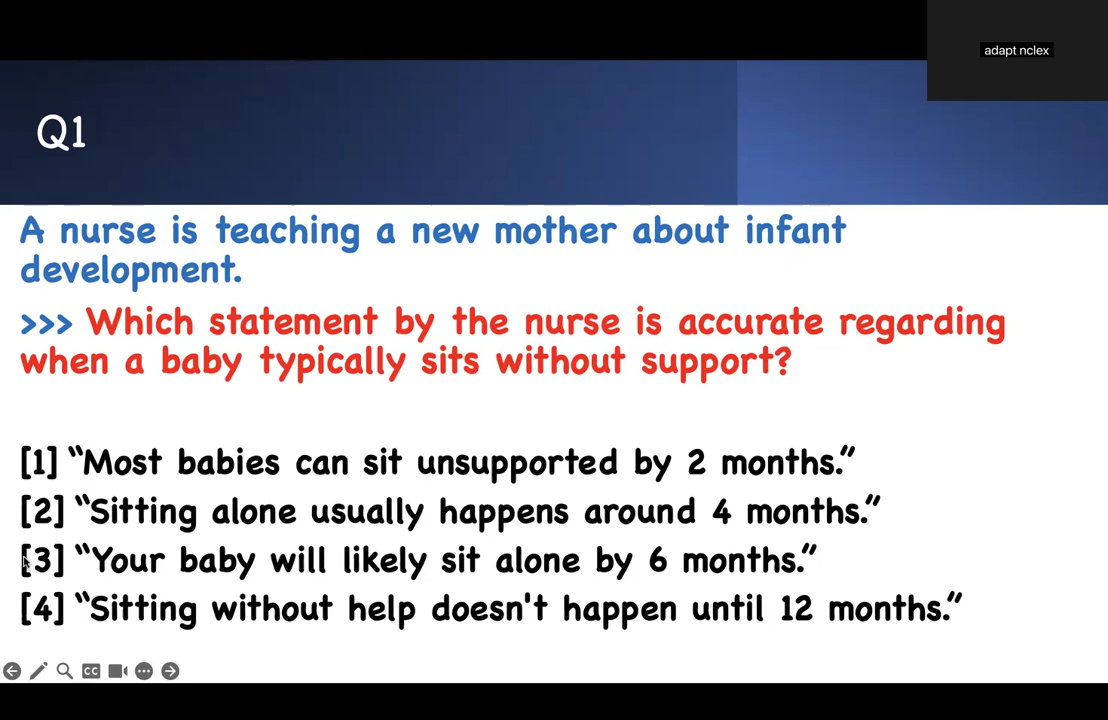 adapt nclex
Q1
A nurse is teaching a new mother about infant
development.
>>> Which statement by the nurse is accurate regarding
when a baby typically sits without support?
[1] “Most babies can sit unsupported by 2 months.”
[2] “Sitting alone usually happens around 4 months.”
[3] “Your baby will likely sit alone by 6 months.”
[4] “Sitting without help doesn't happen until 12 months.”
CC